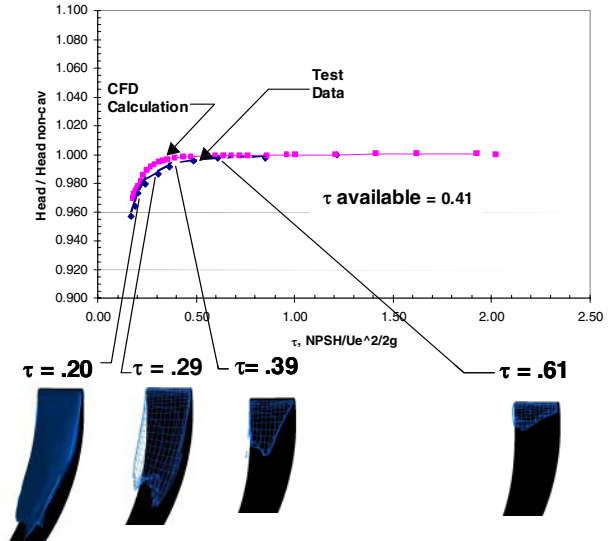 1.100
1.080
1.060
1.040
1.020
1.000
0.980
0.960
0.940
0.920
0.900
Head / Head non-cav
CFD
Calculation
Test
Data
τ available = 0.41
0.00
0.50
1.00
1.50
2.00
2.50
τ, NPSH/Ue^2/2g
τ = .20
τ = .29
τ= .39
τ = .61